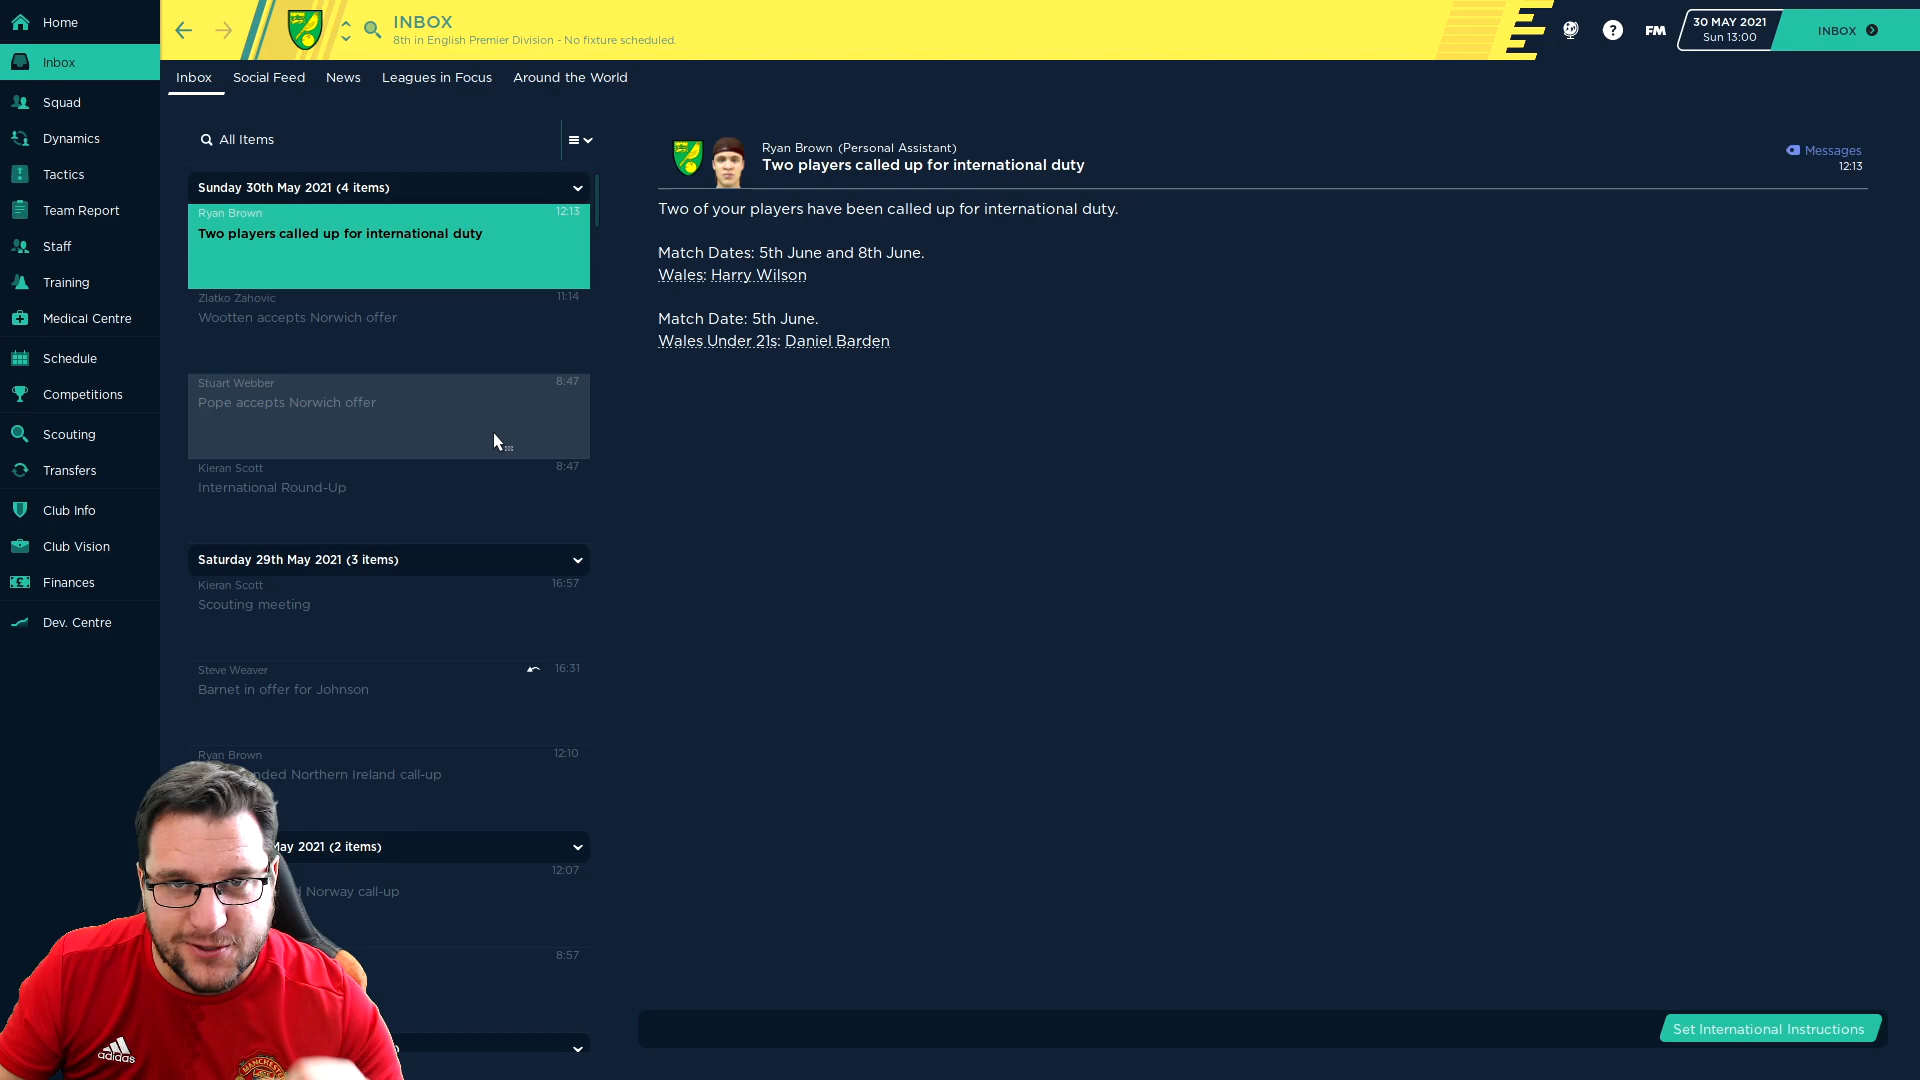 Home
Inbox
Squad
Dynamics
Tactics
Team Report
Staff
Training
Medical Centre
Schedule
Competitions
Scouting
Transfers
Club Info
Club Vision
Finances
Dev. Centre
INBOX
8th in English Premier Division - No fixture scheduled.
FM
30 MAY 2021
Sun 13:00
INBOX
Inbox
Social Feed
News
Leagues in Focus
Around the World
All Items
Sunday 30th May 2021 (4 items)
Ryan Brown 12:13
Two players called up for international duty
Zlatko Zahovic 11:14
Wootten accepts Norwich offer
Stuart Webber 8:47
Pope accepts Norwich offer
Kieran Scott 8:47
International Round-Up
Saturday 29th May 2021 (3 items)
Kieran Scott 16:57
Scouting meeting
Steve Weaver 16:31
Barnet in offer for Johnson
Ryan Brown 12:10
nded Northern Ireland call-up
May 2021 (2 items)
12:07
d Norway call-up
8:57
Ryan Brown (Personal Assistant)
Two players called up for international duty
Messages
12:13
Two of your players have been called up for international duty.
Match Dates: 5th June and 8th June.
Wales: Harry Wilson
Match Date: 5th June.
Wales Under 21s: Daniel Barden
Set International Instructions
adidas
MANCHESTER